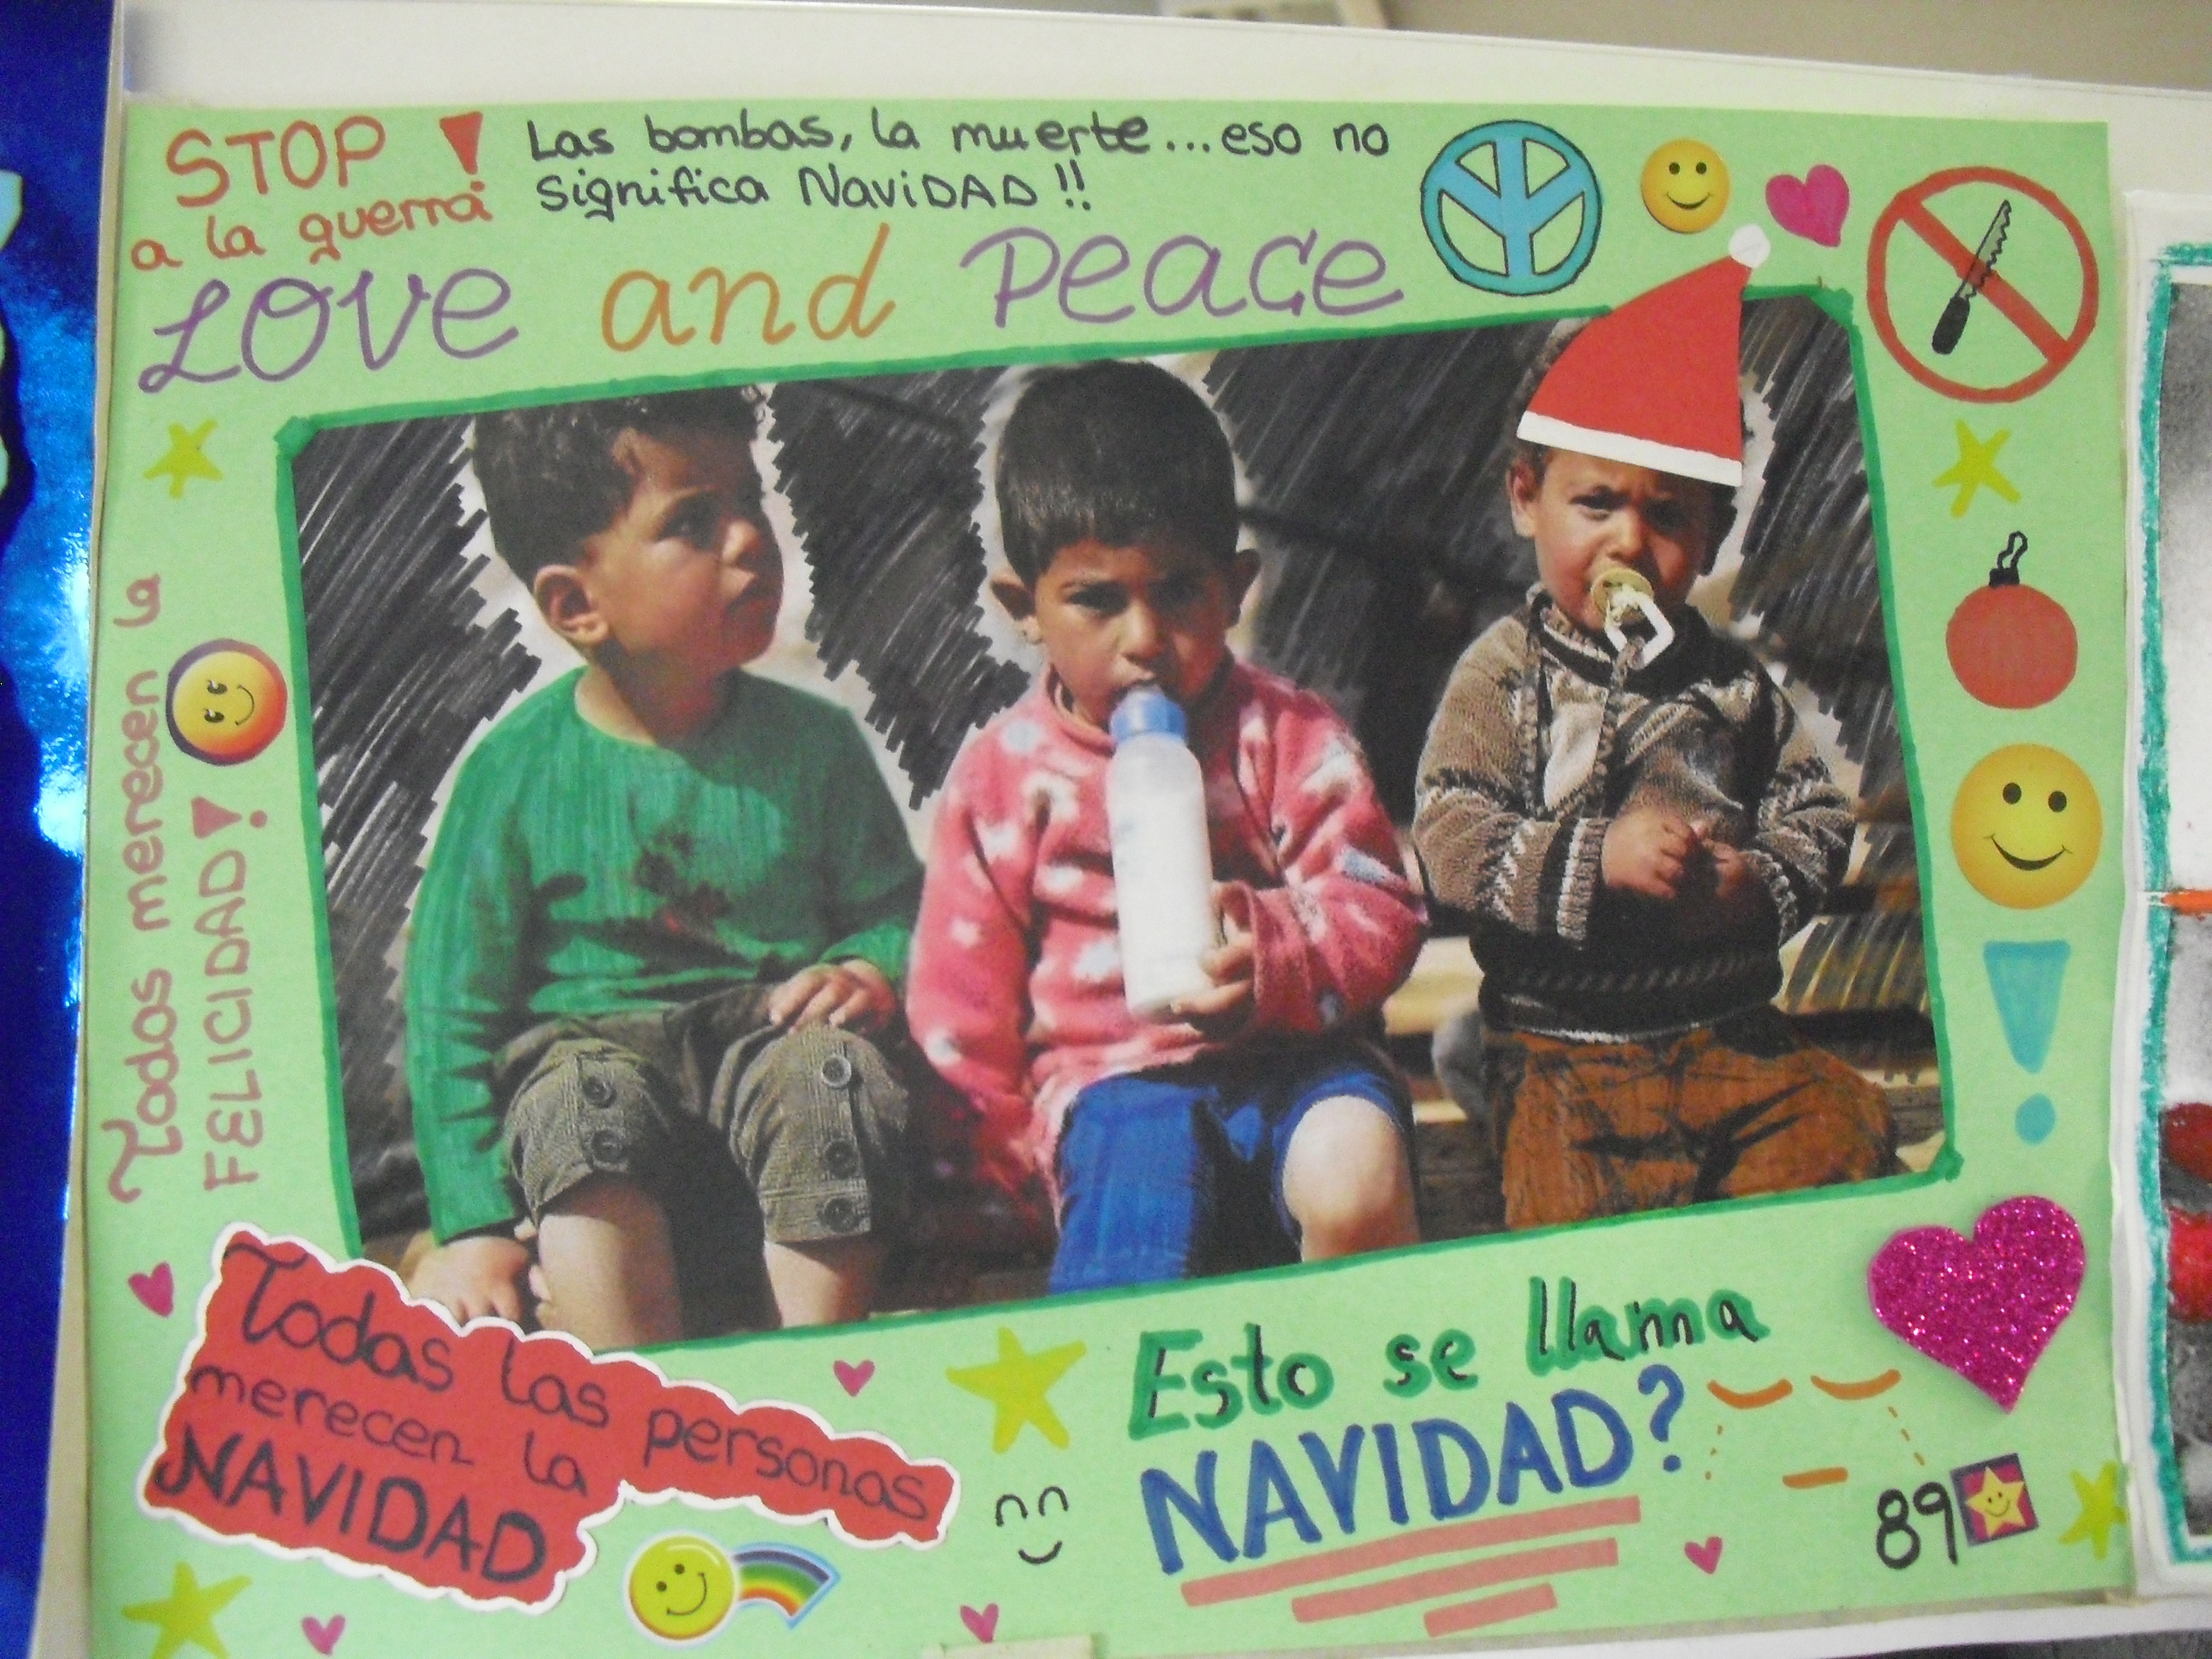 STOP !
a la guerra
Las bombas, la muerte...eso no
significa NaviDAD!!
LOVE and Peace
Todos merecen la
FELICIDAD!
Todas las personas
merecen la
NAVIDAD
Esto se llama
NAVIDAD?
89